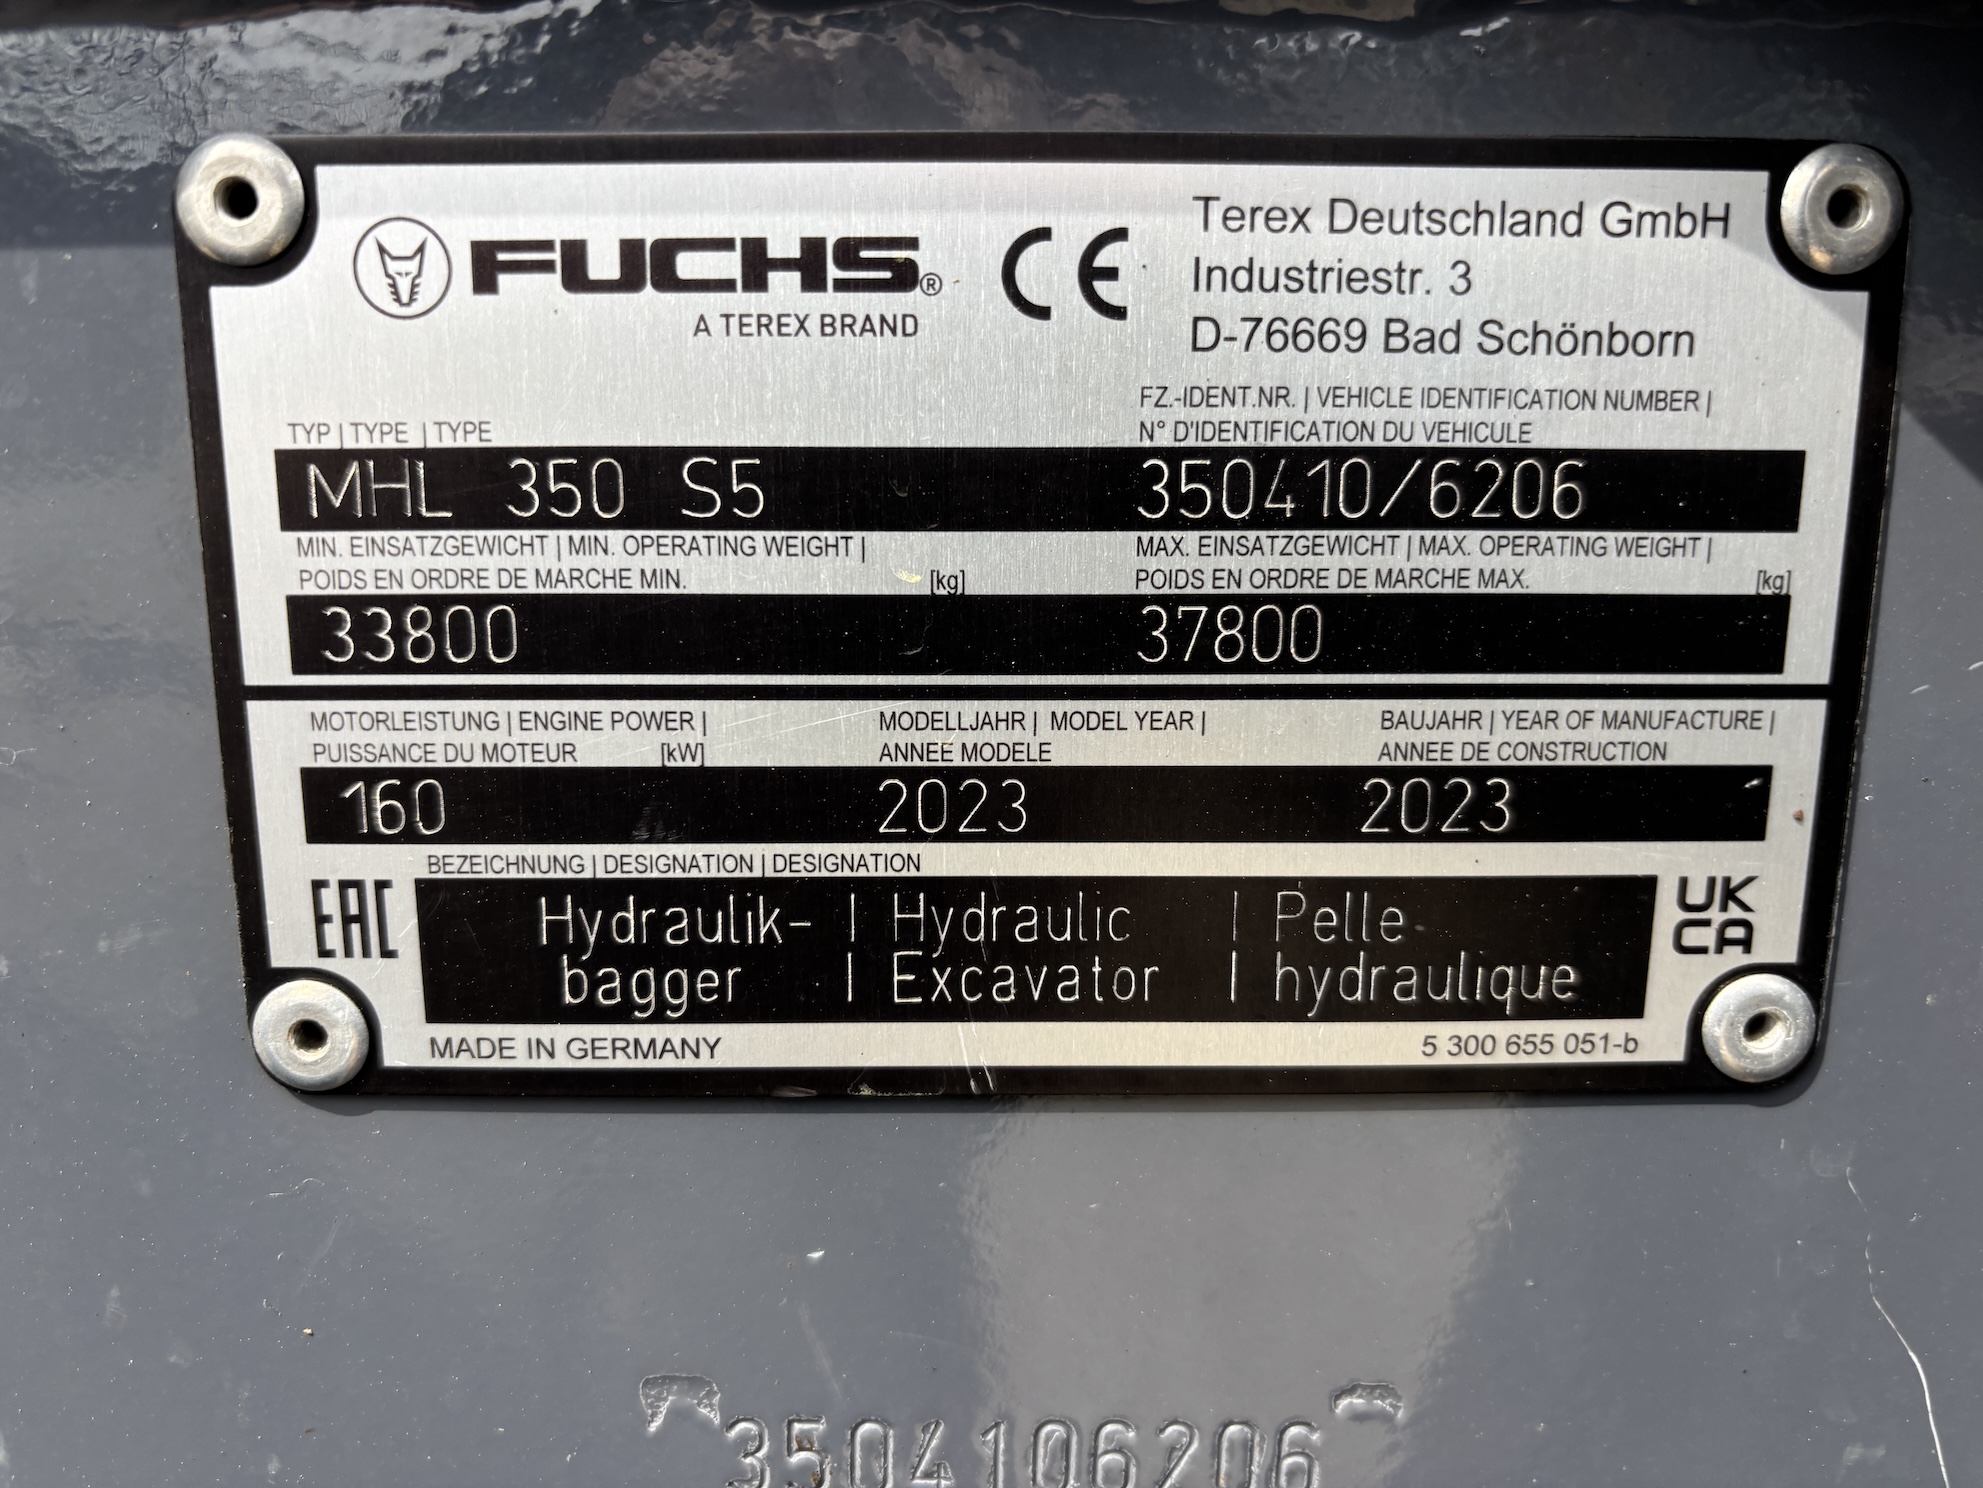 FUCHS®
A TEREX BRAND
CE
Terex Deutschland GmbH
Industriestr. 3
D-76669 Bad Schönborn
TYP | TYPE | TYPE
FZ.-IDENT.NR. | VEHICLE IDENTIFICATION NUMBER |
N° D'IDENTIFICATION DU VEHICULE
MHL 350 S5
350410/6206
MIN. EINSATZGEWICHT | MIN. OPERATING WEIGHT |
POIDS EN ORDRE DE MARCHE MIN. [kg]
MAX. EINSATZGEWICHT | MAX. OPERATING WEIGHT |
POIDS EN ORDRE DE MARCHE MAX. [kg]
33800
37800
MOTORLEISTUNG | ENGINE POWER |
PUISSANCE DU MOTEUR [kW]
MODELLJAHR | MODEL YEAR |
ANNEE MODELE
BAUJAHR | YEAR OF MANUFACTURE |
ANNEE DE CONSTRUCTION
160
2023
2023
BEZEICHNUNG | DESIGNATION | DESIGNATION
EAC
Hydraulik- | Hydraulic | Pelle
bagger | Excavator | hydraulique
UK
CA
MADE IN GERMANY
5 300 655 051-b
3504106206